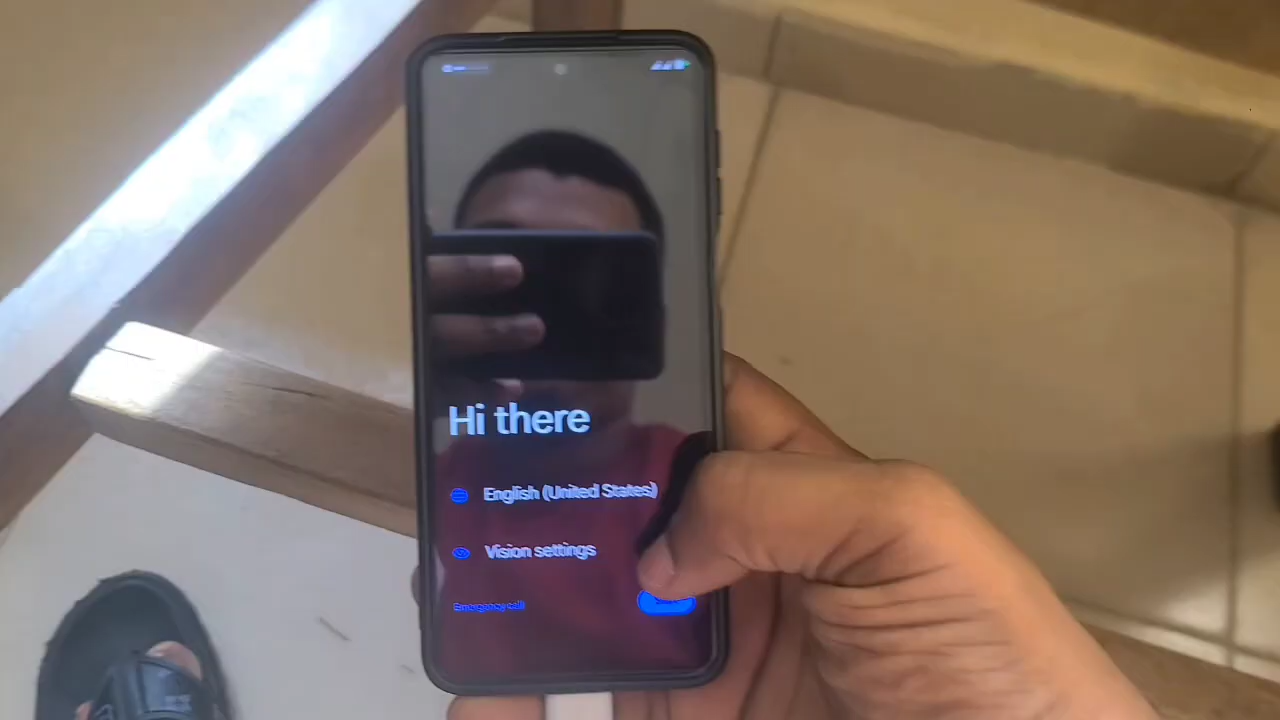 Hi there
English (United States)
Vision settings
Emergency call